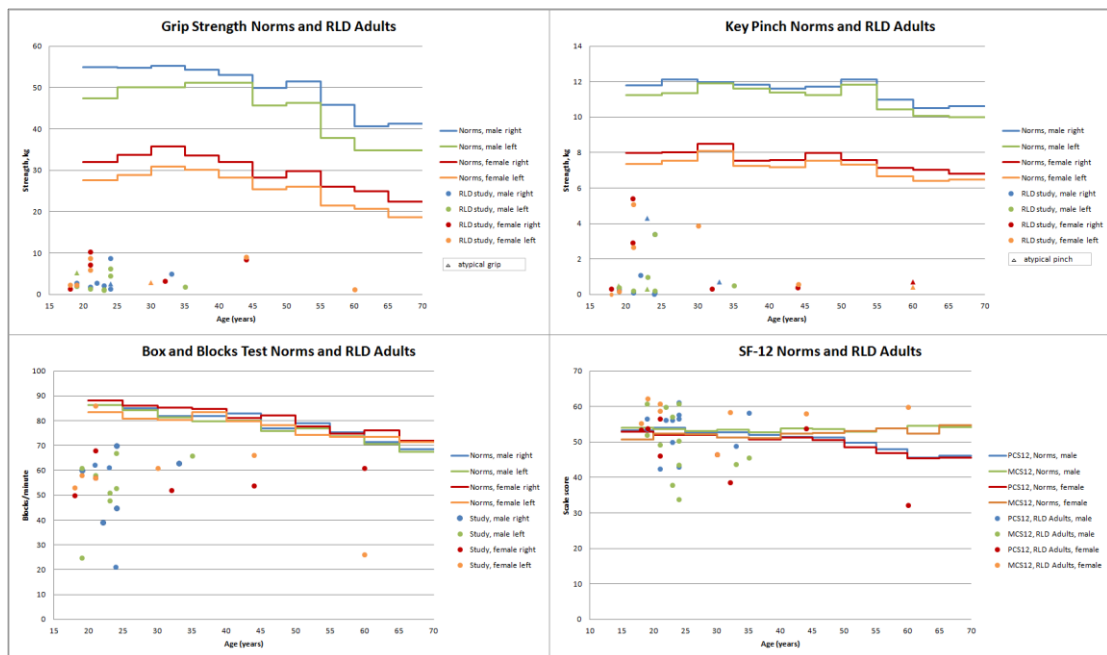 Grip Strength Norms and RLD Adults
60
50
40
30
20
10
0
Strength, kg
15 20 25 30 35 40 45 50 55 60 65 70
Age (years)
Norms, male right
Norms, male left
Norms, female right
Norms, female left
RLD study, male right
RLD study, male left
RLD study, female right
RLD study, female left
atypical grip
Key Pinch Norms and RLD Adults
14
12
10
8
6
4
2
0
Strength, kg
15 20 25 30 35 40 45 50 55 60 65 70
Age (years)
Norms, male right
Norms, male left
Norms, female right
Norms, female left
RLD study, male right
RLD study, male left
RLD study, female right
RLD study, female left
atypical pinch
Box and Blocks Test Norms and RLD Adults
100
90
80
70
60
50
40
30
20
10
0
Blocks/minute
15 20 25 30 35 40 45 50 55 60 65 70
Age (years)
Norms, male right
Norms, male left
Norms, female right
Norms, female left
Study, male right
Study, male left
Study, female right
Study, female left
SF-12 Norms and RLD Adults
70
60
50
40
30
20
10
0
Scale score
10 15 20 25 30 35 40 45 50 55 60 65 70
Age (years)
PCS12, Norms, male
MCS12, Norms, male
PCS12, Norms, female
MCS12, Norms, female
PCS12, RLD Adults, male
MCS12, RLD Adults, male
PCS12, RLD Adults, female
MCS12, RLD Adults, female